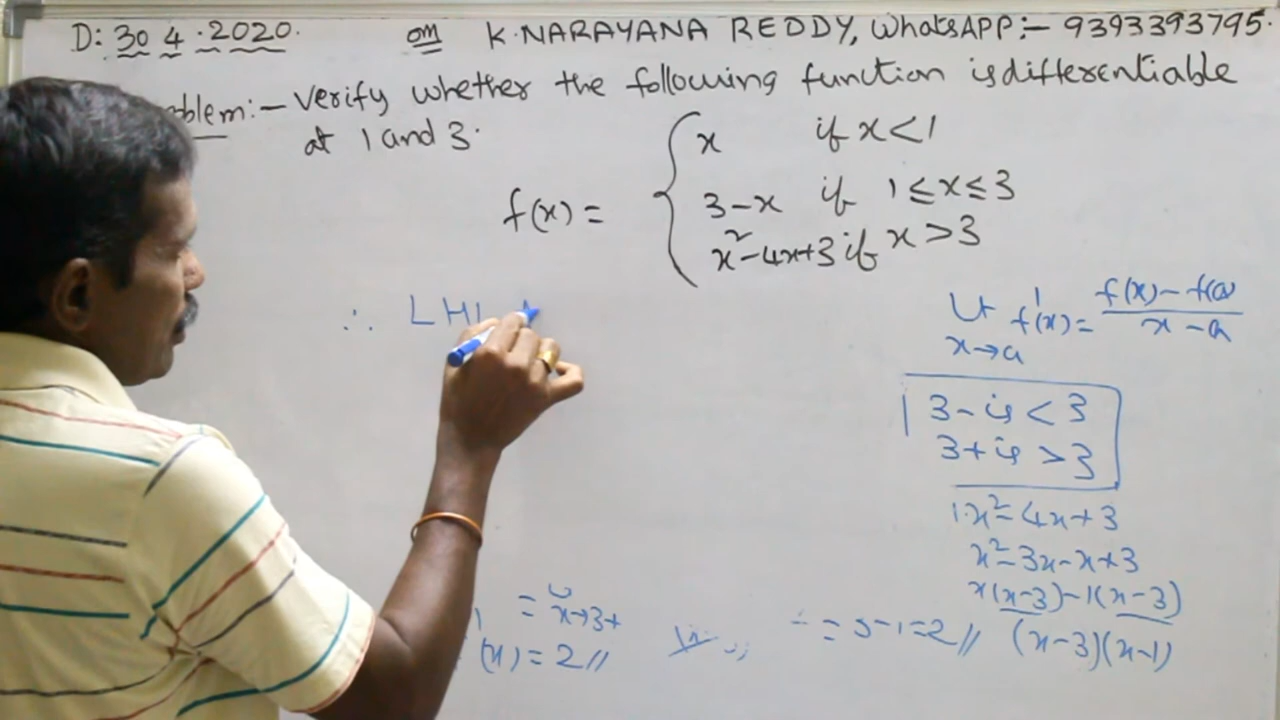 D: 30.4.2020. om K.NARAYANA REDDY, WhatsAPP:- 9393393795.
oblem:- Verify whether the following function is differentiable
at 1 and 3.
f(x) = { x if x < 1
3-x if 1 ≤ x ≤ 3
x²-4x+3 if x > 3
∴ LHL
Lt x→a f'(x) = f(x)-f(a) / x-a
3- is < 3
3+ is > 3
x²-4x+3
x²-3x-x+3
x(x-3)-1(x-3)
(x-3)(x-1)
= x→3+
(x) = 2//
= 3-1=2//